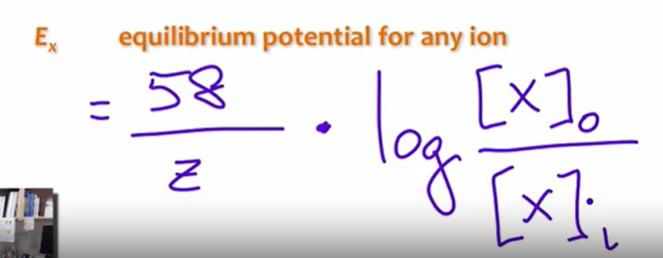 Eₓ equilibrium potential for any ion
= 58/z · log [x]ₒ/[x]ᵢ